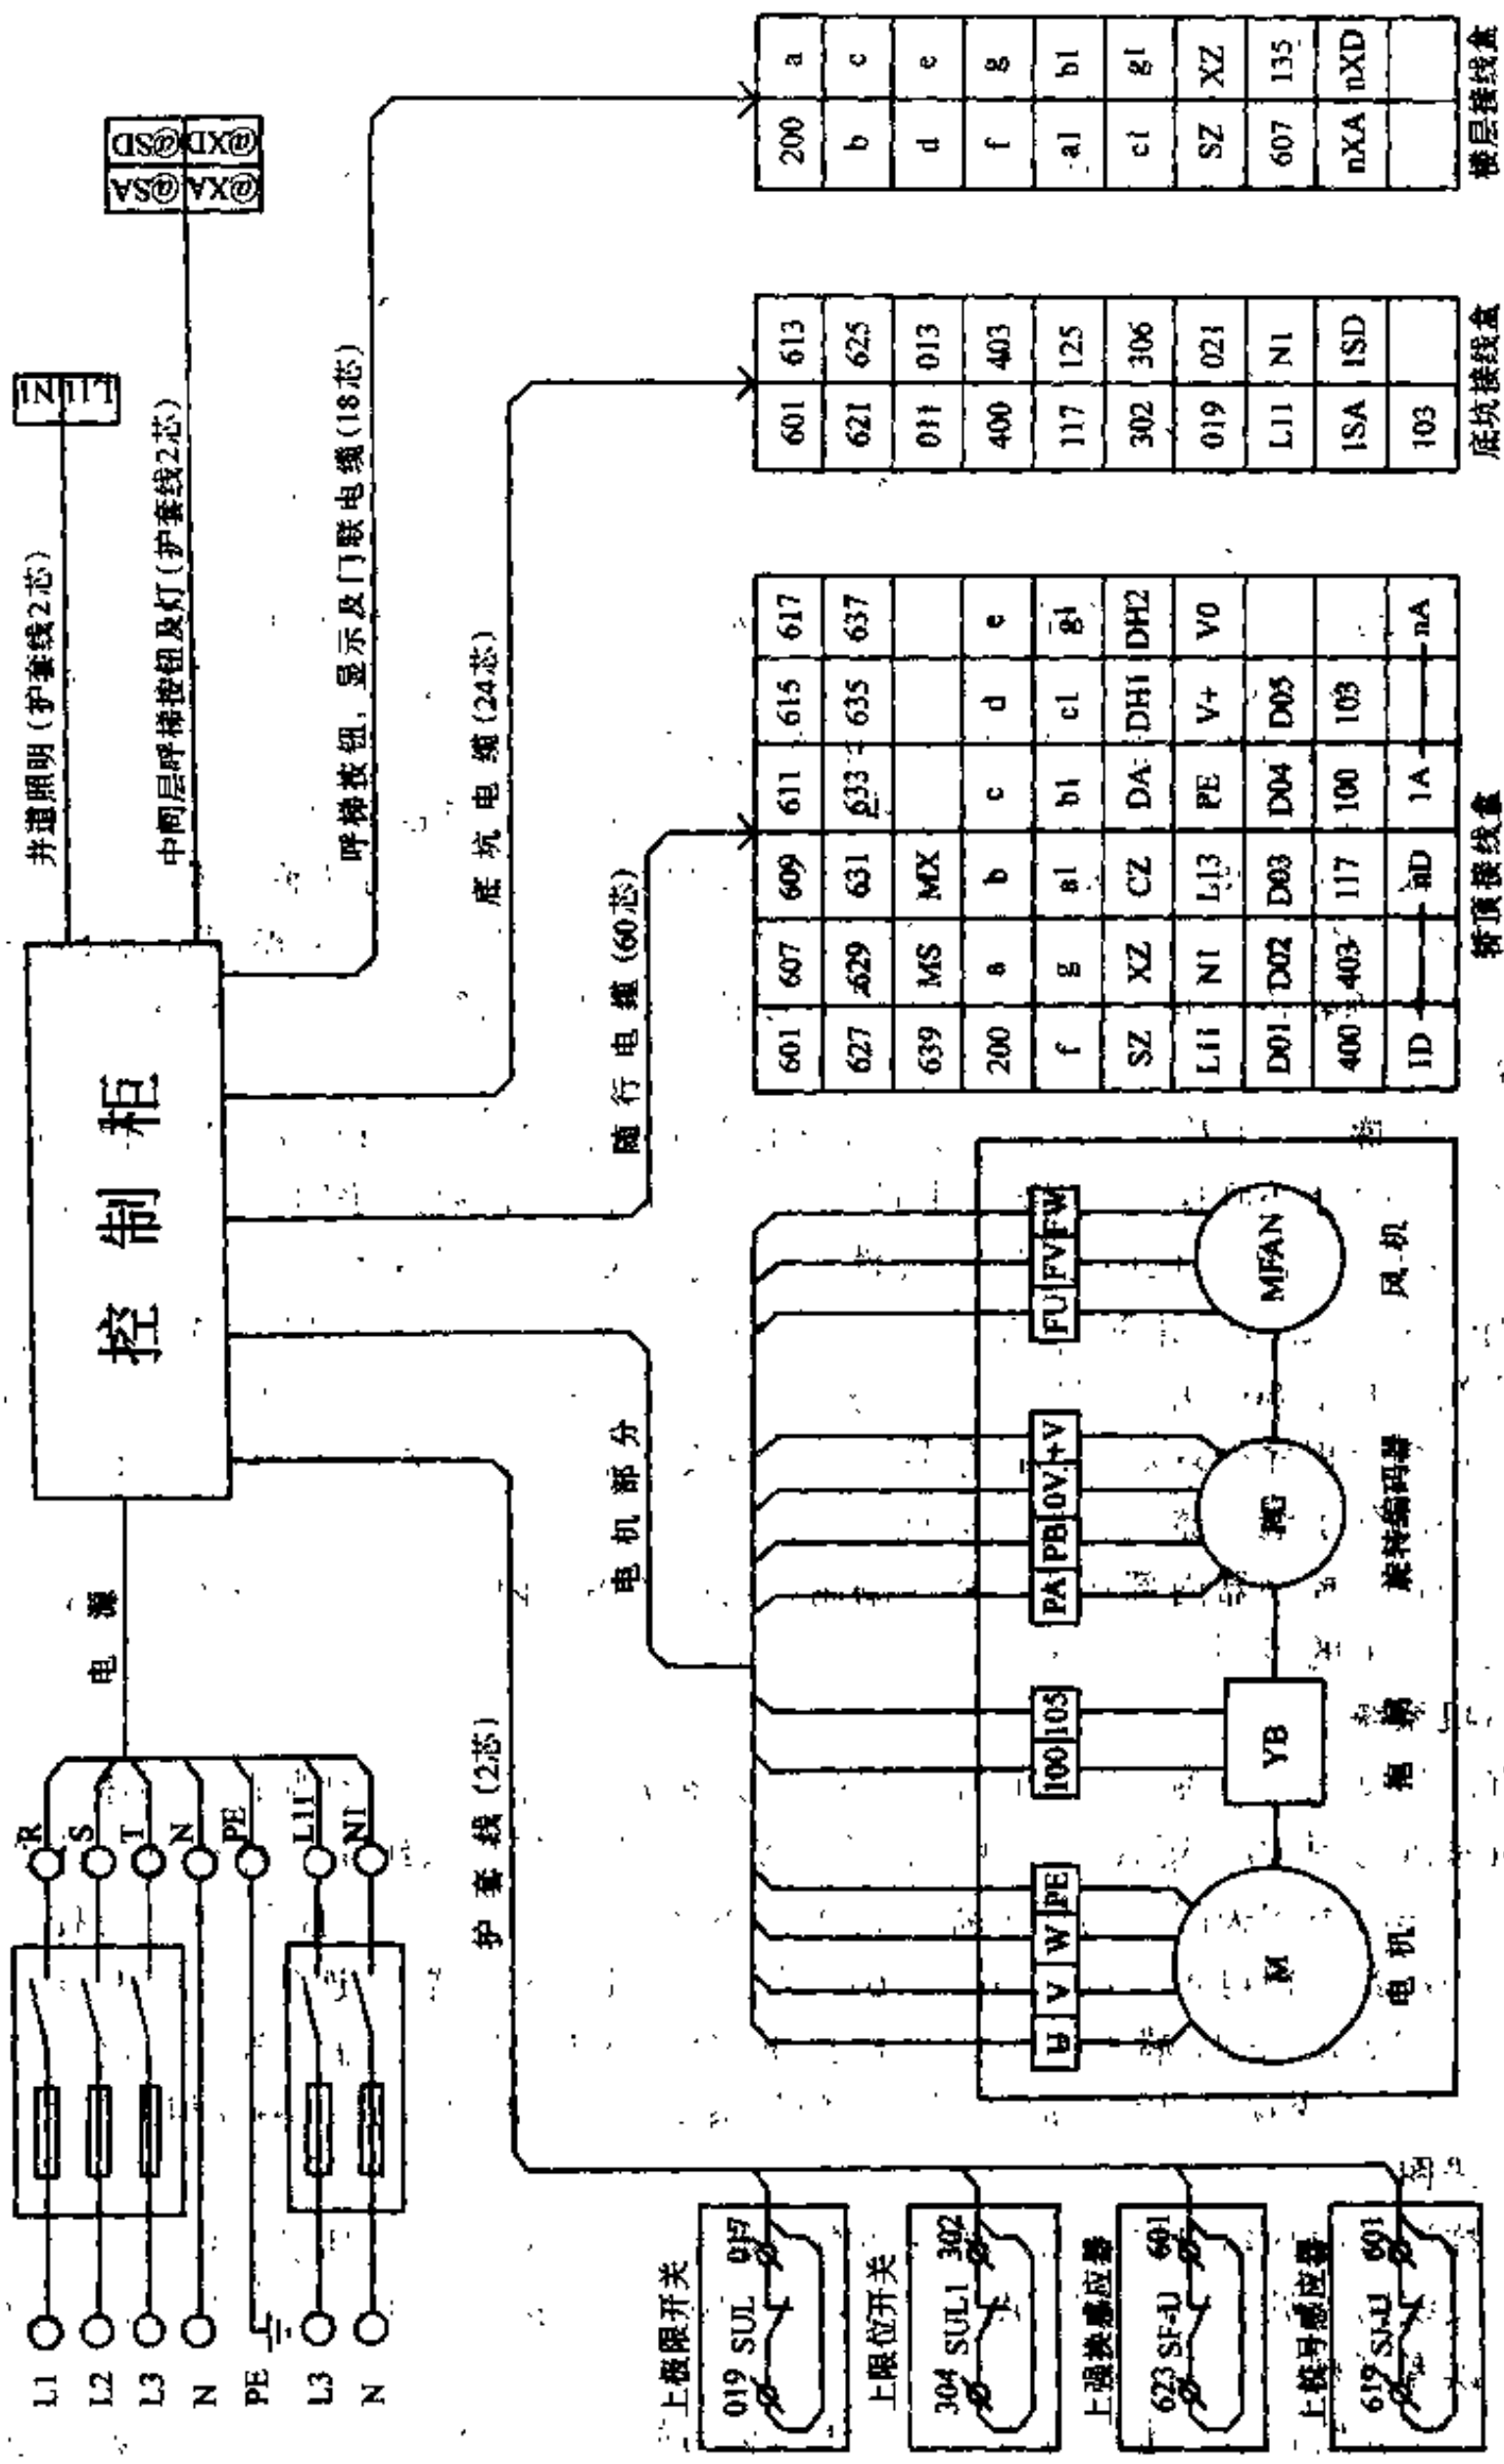 L1
L2
L3
N
PE
L3
N
R
S
T
N
PE
L11
N1
电源
控制柜
井道照明(护套线2芯)
N1 L11
中间层呼梯按钮及灯(护套线2芯)
@SA @SD
@XA @XD
呼梯按钮,显示及门联电缆(18芯)
底坑电缆(24芯)
随行电缆(60芯)
电机部分
护套线(2芯)
上极限开关
019 SUL 017
上限位开关
304 SUL1 302
上强换感应器
623 SF-U 601
619 SJ-U 601
U V W PE
100 105
PA PB 0V +V
FU FV FW
M
YB
MFAN
电机
旋转编码器
风机
601 607 609 611 615 617
627 629 631 633 635 637
639 MS MX
200 a b c d e
f g a1 b1 c1 g1
SZ XZ CZ DA DH1 DH2
L11 N1 L13 PE V+ V0
D01 D02 D03 D04 D05
400 403 117 100 103
1D nD 1A nA
轿顶接线盒
601 613
621 625
011 013
400 403
117 125
302 306
019 021
L11 N1
1SA 1SD
103
底坑接线盒
200 a
b c
d e
f g
a1 b1
c1 g1
SZ XZ
607 135
nXA nXD
楼层接线盒